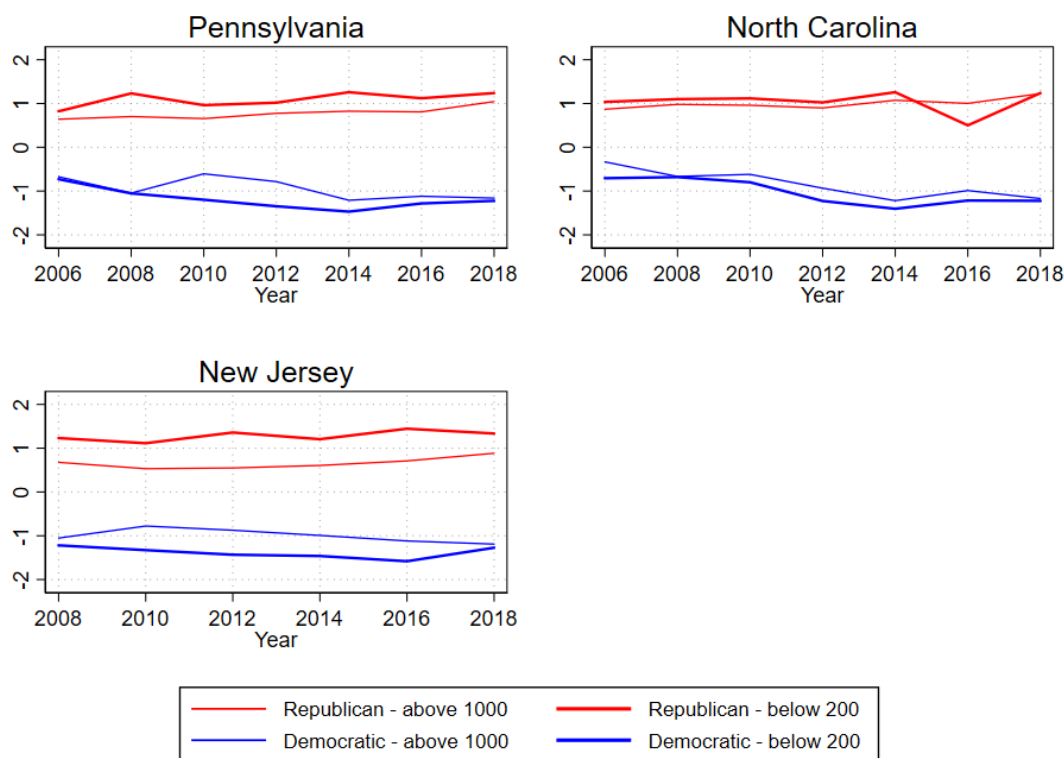 Pennsylvania
2
1
0
-1
-2
2006 2008 2010 2012 2014 2016 2018
Year
North Carolina
2
1
0
-1
-2
2006 2008 2010 2012 2014 2016 2018
Year
New Jersey
2
1
0
-1
-2
2008 2010 2012 2014 2016 2018
Year
Republican - above 1000 Republican - below 200
Democratic - above 1000 Democratic - below 200